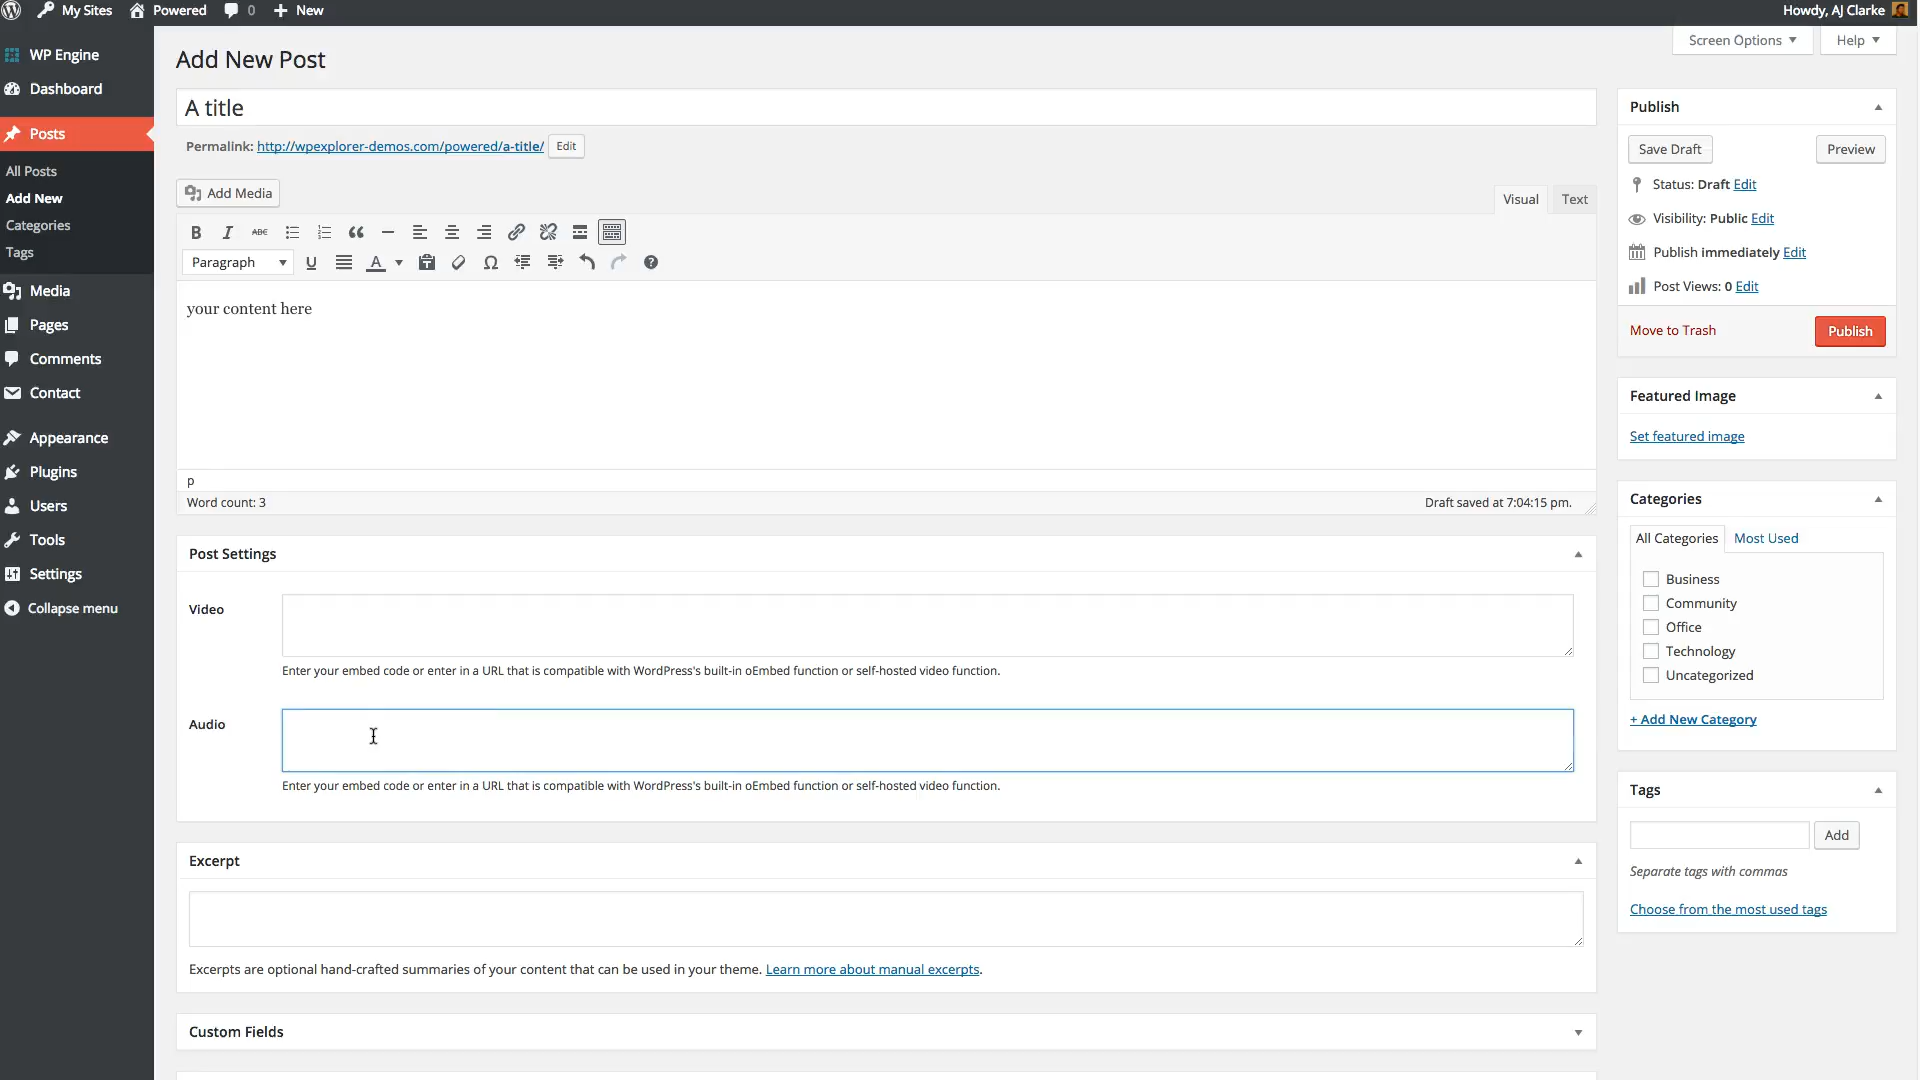 My Sites Powered 0 New Howdy, AJ Clarke
WP Engine
Dashboard
Posts
All Posts
Add New
Categories
Tags
Media
Pages
Comments
Contact
Appearance
Plugins
Users
Tools
Settings
Collapse menu
Screen Options Help
Add New Post
A title
Permalink: http://wpexplorer-demos.com/powered/a-title/ Edit
Add Media
Visual Text
B I ABC
Paragraph U A Ω
your content here
p
Word count: 3 Draft saved at 7:04:15 pm.
Post Settings
Video
Enter your embed code or enter in a URL that is compatible with WordPress's built-in oEmbed function or self-hosted video function.
Audio
Enter your embed code or enter in a URL that is compatible with WordPress's built-in oEmbed function or self-hosted video function.
Excerpt
Excerpts are optional hand-crafted summaries of your content that can be used in your theme. Learn more about manual excerpts.
Custom Fields
Publish
Save Draft Preview
Status: Draft Edit
Visibility: Public Edit
Publish immediately Edit
Post Views: 0 Edit
Move to Trash Publish
Featured Image
Set featured image
Categories
All Categories Most Used
Business
Community
Office
Technology
Uncategorized
+ Add New Category
Tags
Add
Separate tags with commas
Choose from the most used tags